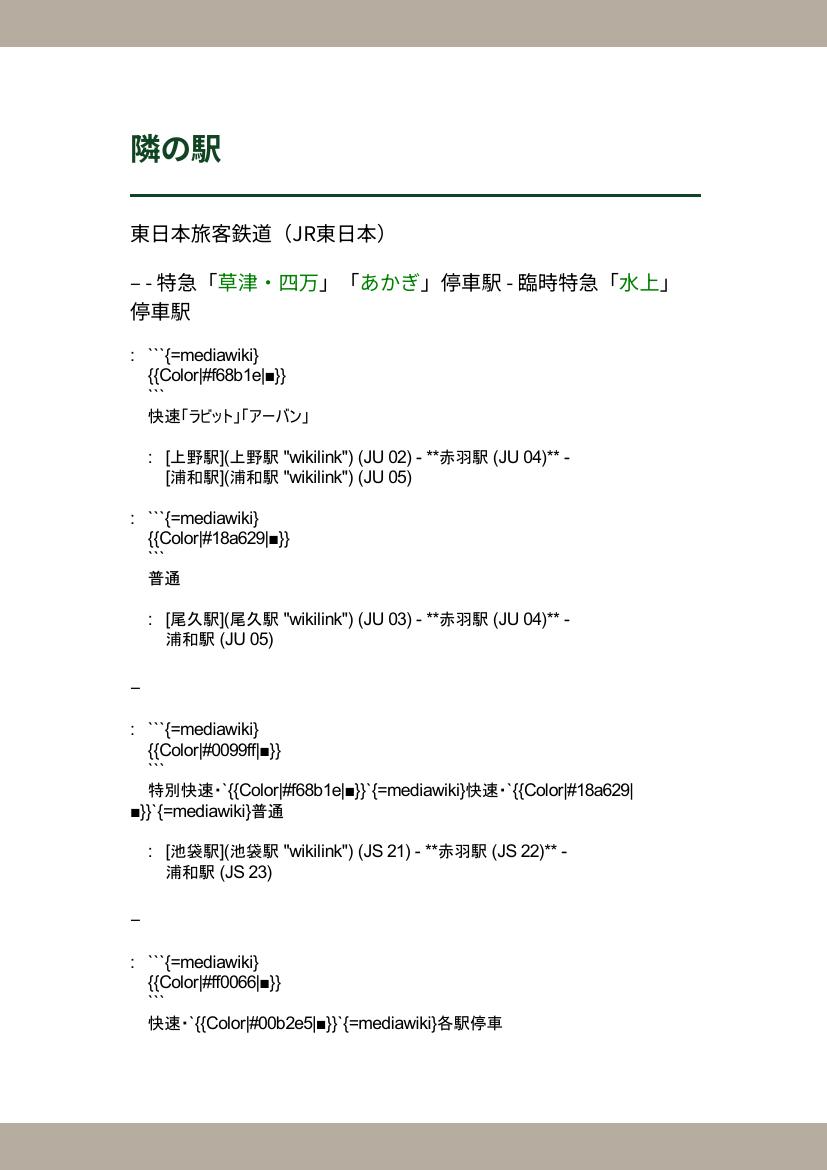 隣の駅
東日本旅客鉄道（JR東日本）
– - 特急「草津・四万」「あかぎ」停車駅 - 臨時特急「水上」
停車駅
: ```{=mediawiki}
{{Color|#f68b1e|■}}
```
快速「ラビット」「アーバン」
: [上野駅](上野駅 "wikilink") (JU 02) - **赤羽駅 (JU 04)** -
[浦和駅](浦和駅 "wikilink") (JU 05)
: ```{=mediawiki}
{{Color|#18a629|■}}
```
普通
: [尾久駅](尾久駅 "wikilink") (JU 03) - **赤羽駅 (JU 04)** -
浦和駅 (JU 05)
–
: ```{=mediawiki}
{{Color|#0099ff|■}}
```
特別快速・`{{Color|#f68b1e|■}}`{=mediawiki}快速・`{{Color|#18a629|
■}}`{=mediawiki}普通
: [池袋駅](池袋駅 "wikilink") (JS 21) - **赤羽駅 (JS 22)** -
浦和駅 (JS 23)
–
: ```{=mediawiki}
{{Color|#ff0066|■}}
```
快速・`{{Color|#00b2e5|■}}`{=mediawiki}各駅停車